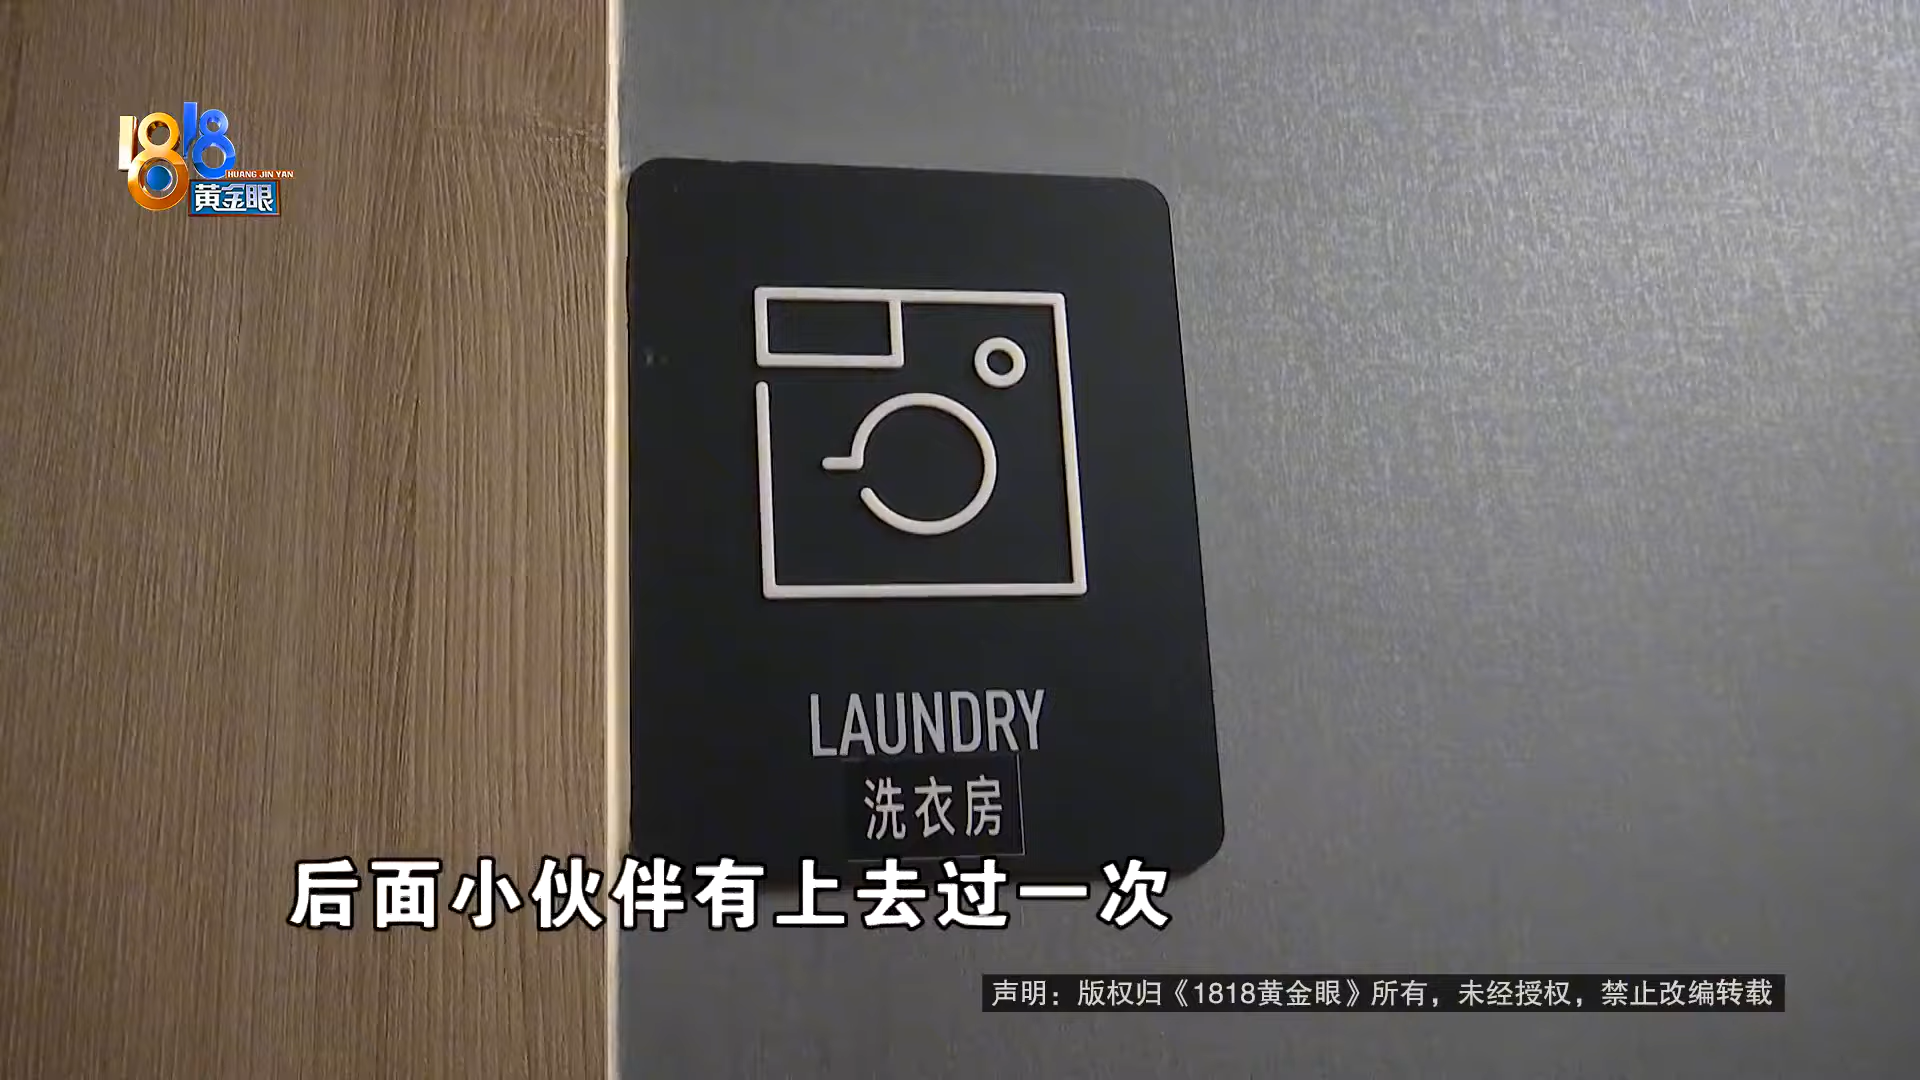 1818
HUANG JIN YAN
黄金眼
LAUNDRY
洗衣房
后面小伙伴有上去过一次
声明：版权归《1818黄金眼》所有，未经授权，禁止改编转载